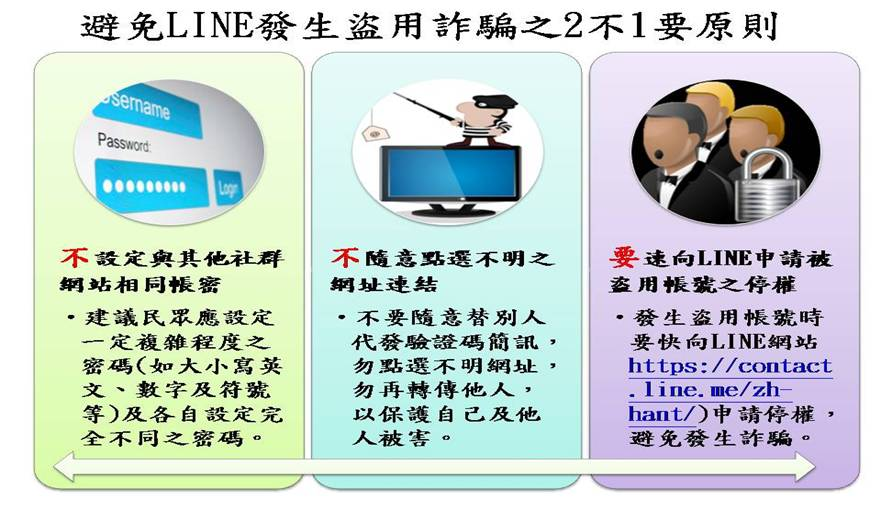 避免LINE發生盜用詐騙之2不1要原則
Username
Password:
Login
不設定與其他社群
網站相同帳密
・建議民眾應設定
一定複雜程度之
密碼(如大小寫英
文、數字及符號
等)及各自設定完
全不同之密碼。
不隨意點選不明之
網址連結
・不要隨意替別人
代發驗證碼簡訊，
勿點選不明網址，
勿再轉傳他人，
以保護自己及他
人被害。
要速向LINE申請被
盜用帳號之停權
・發生盜用帳號時
要快向LINE網站
https://contact
.line.me/zh-
hant/)申請停權，
避免發生詐騙。